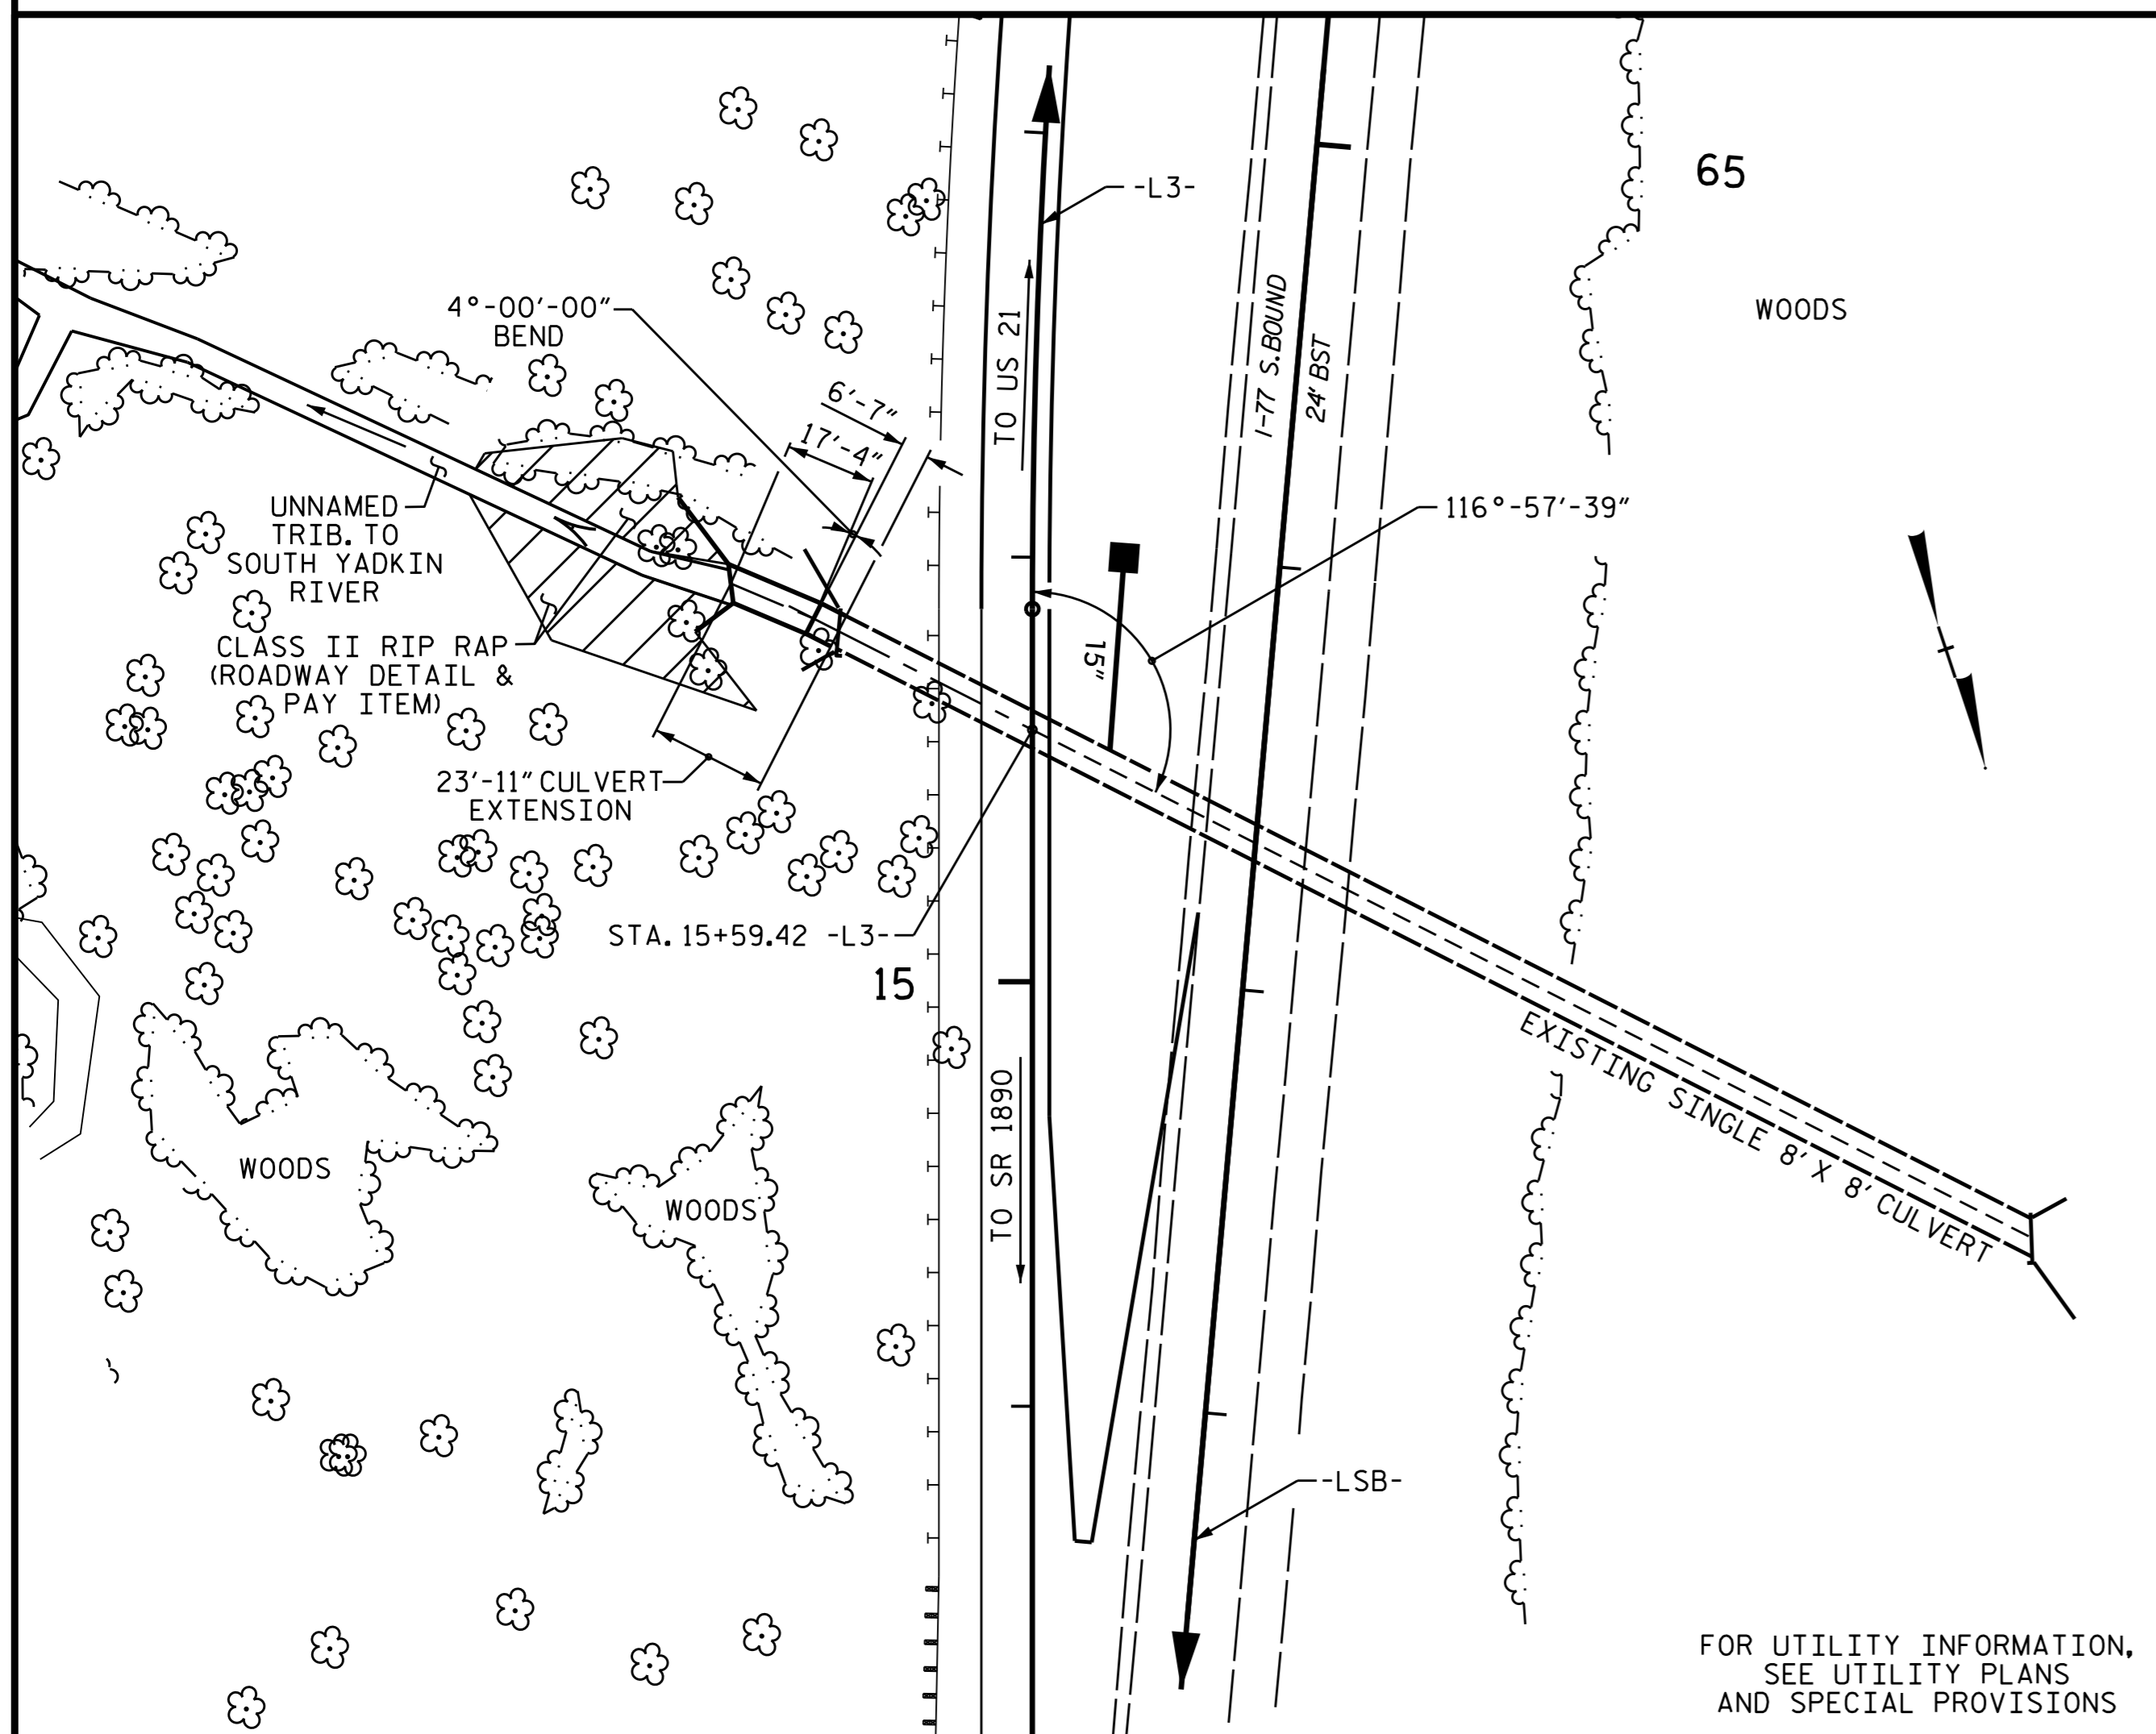 65
-L3-
WOODS
4°-00'-00"
BEND
6'-7"
17'-4"
TO US 21
I-77 S.BOUND
24' BST
116°-57'-39"
UNNAMED
TRIB. TO
SOUTH YADKIN
RIVER
CLASS II RIP RAP
(ROADWAY DETAIL &
PAY ITEM)
15"
23'-11" CULVERT
EXTENSION
STA. 15+59.42 -L3-
15
EXISTING SINGLE 8' X 8' CULVERT
TO SR 1890
WOODS
WOODS
-LSB-
FOR UTILITY INFORMATION,
SEE UTILITY PLANS
AND SPECIAL PROVISIONS